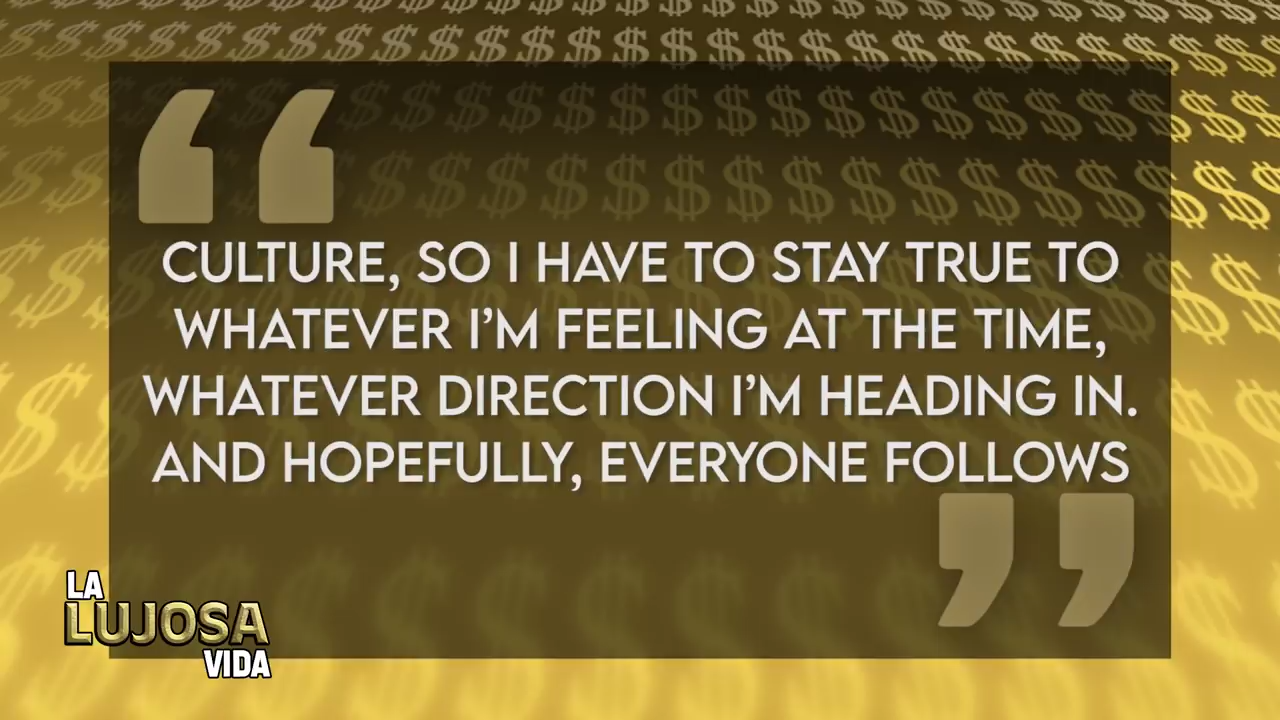 CULTURE, SO I HAVE TO STAY TRUE TO
WHATEVER I'M FEELING AT THE TIME,
WHATEVER DIRECTION I'M HEADING IN.
AND HOPEFULLY, EVERYONE FOLLOWS
LA
LUJOSA
VIDA